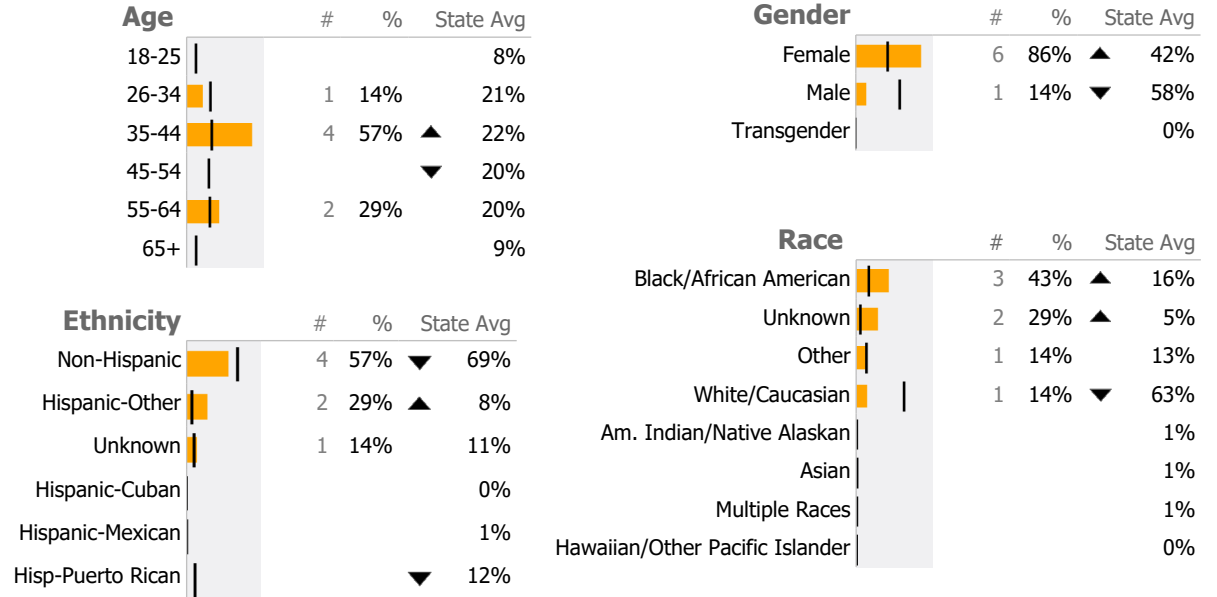 Age # % State Avg
18-25 8%
26-34 1 14% 21%
35-44 4 57% ▲ 22%
45-54 ▼ 20%
55-64 2 29% 20%
65+ 9%
Ethnicity # % State Avg
Non-Hispanic 4 57% ▼ 69%
Hispanic-Other 2 29% ▲ 8%
Unknown 1 14% 11%
Hispanic-Cuban 0%
Hispanic-Mexican 1%
Hisp-Puerto Rican ▼ 12%
Gender # % State Avg
Female 6 86% ▲ 42%
Male 1 14% ▼ 58%
Transgender 0%
Race # % State Avg
Black/African American 3 43% ▲ 16%
Unknown 2 29% ▲ 5%
Other 1 14% 13%
White/Caucasian 1 14% ▼ 63%
Am. Indian/Native Alaskan 1%
Asian 1%
Multiple Races 1%
Hawaiian/Other Pacific Islander 0%